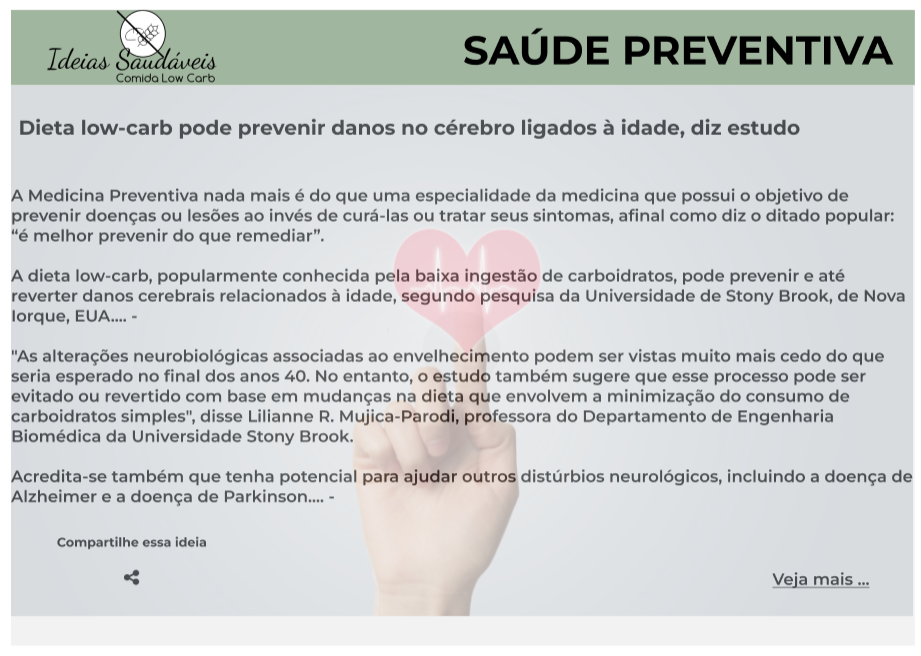 Ideias Saudáveis
Comida Low Carb
SAÚDE PREVENTIVA
Dieta low-carb pode prevenir danos no cérebro ligados à idade, diz estudo
A Medicina Preventiva nada mais é do que uma especialidade da medicina que possui o objetivo de
prevenir doenças ou lesões ao invés de curá-las ou tratar seus sintomas, afinal como diz o ditado popular:
“é melhor prevenir do que remediar”.
A dieta low-carb, popularmente conhecida pela baixa ingestão de carboidratos, pode prevenir e até
reverter danos cerebrais relacionados à idade, segundo pesquisa da Universidade de Stony Brook, de Nova
Iorque, EUA.... -
"As alterações neurobiológicas associadas ao envelhecimento podem ser vistas muito mais cedo do que
seria esperado no final dos anos 40. No entanto, o estudo também sugere que esse processo pode ser
evitado ou revertido com base em mudanças na dieta que envolvem a minimização do consumo de
carboidratos simples", disse Lilianne R. Mujica-Parodi, professora do Departamento de Engenharia
Biomédica da Universidade Stony Brook.
Acredita-se também que tenha potencial para ajudar outros distúrbios neurológicos, incluindo a doença de
Alzheimer e a doença de Parkinson.... -
Compartilhe essa ideia
Veja mais ...